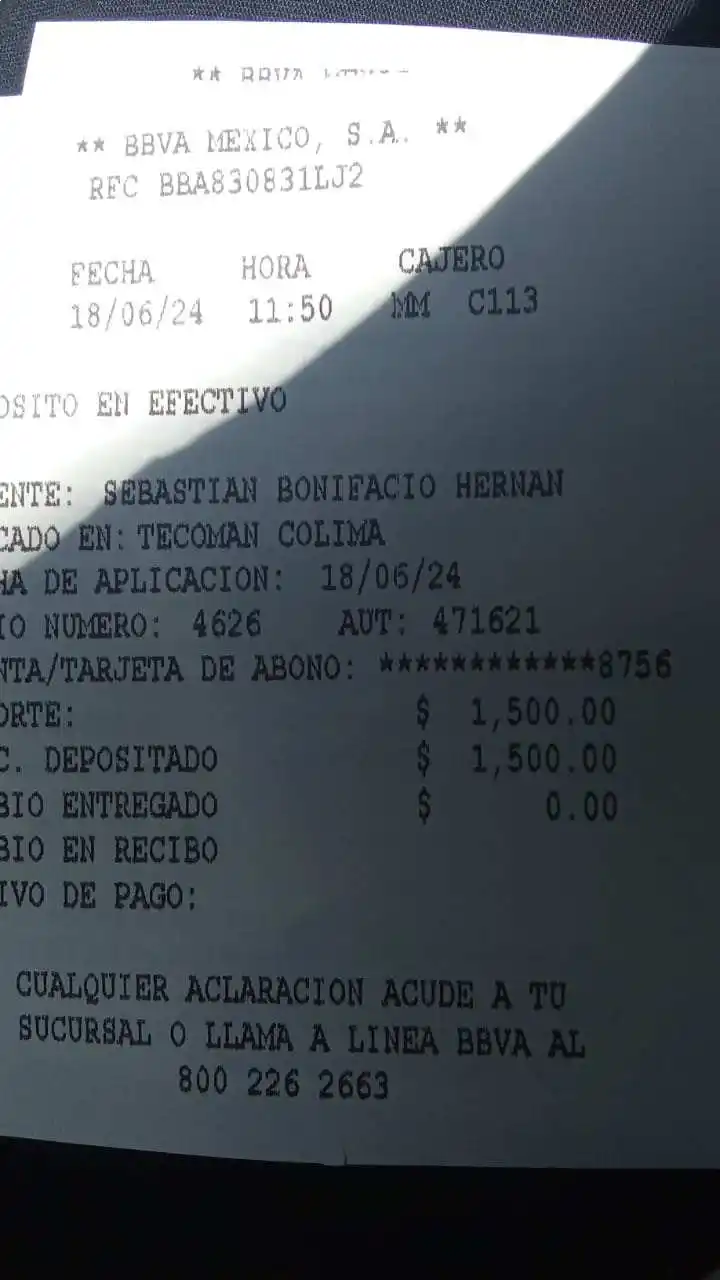 ** BBVA
** BBVA MEXICO, S.A. **
RFC BBA830831LJ2
FECHA HORA CAJERO
18/06/24 11:50 MM C113
OSITO EN EFECTIVO
ENTE: SEBASTIAN BONIFACIO HERNAN
CADO EN: TECOMAN COLIMA
HA DE APLICACION: 18/06/24
IO NUMERO: 4626 AUT: 471621
NTA/TARJETA DE ABONO: ************8756
ORTE: $ 1,500.00
C. DEPOSITADO $ 1,500.00
BIO ENTREGADO $ 0.00
BIO EN RECIBO
IVO DE PAGO:
CUALQUIER ACLARACION ACUDE A TU
SUCURSAL O LLAMA A LINEA BBVA AL
800 226 2663